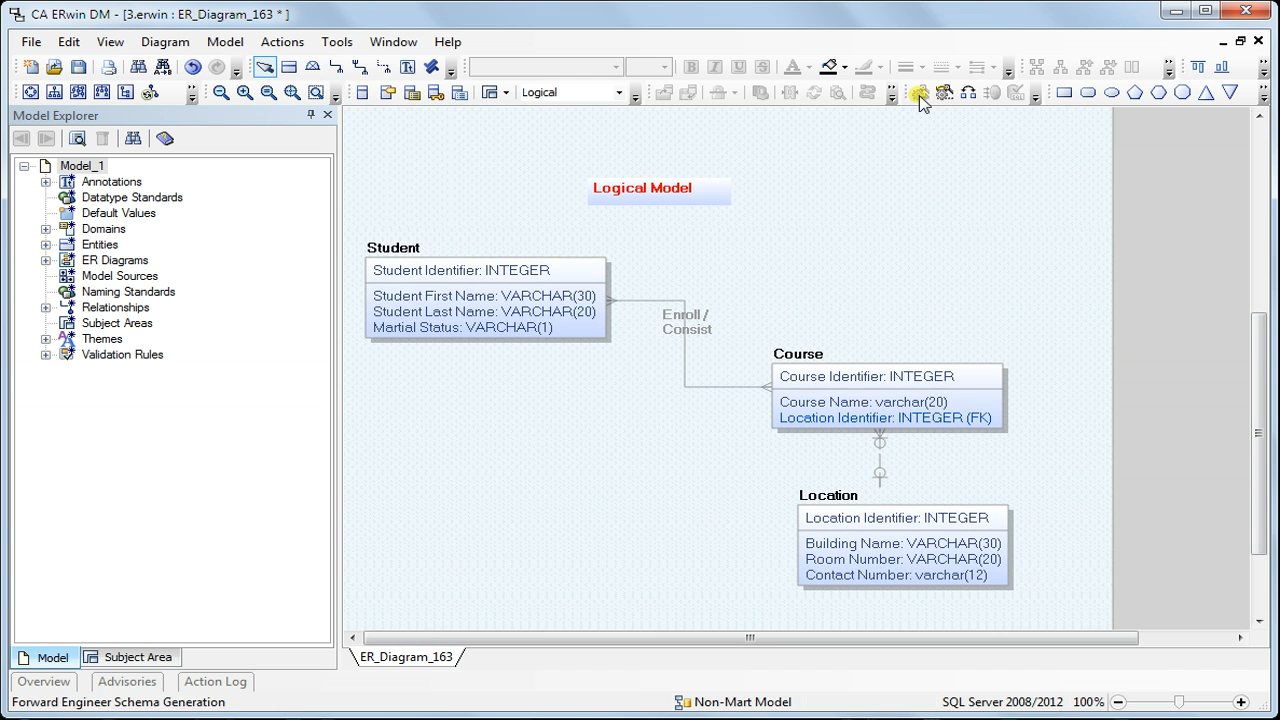 CA ERwin DM - [3.erwin : ER_Diagram_163 * ]
File Edit View Diagram Model Actions Tools Window Help
Logical
Model Explorer
Model_1
Annotations
Datatype Standards
Default Values
Domains
Entities
ER Diagrams
Model Sources
Naming Standards
Relationships
Subject Areas
Themes
Validation Rules
Logical Model
Student
Student Identifier: INTEGER
Student First Name: VARCHAR(30)
Student Last Name: VARCHAR(20)
Martial Status: VARCHAR(1)
Enroll /
Consist
Course
Course Identifier: INTEGER
Course Name: varchar(20)
Location Identifier: INTEGER (FK)
Location
Location Identifier: INTEGER
Building Name: VARCHAR(30)
Room Number: VARCHAR(20)
Contact Number: varchar(12)
Model Subject Area
ER_Diagram_163
Overview Advisories Action Log
Forward Engineer Schema Generation Non-Mart Model SQL Server 2008/2012 100%